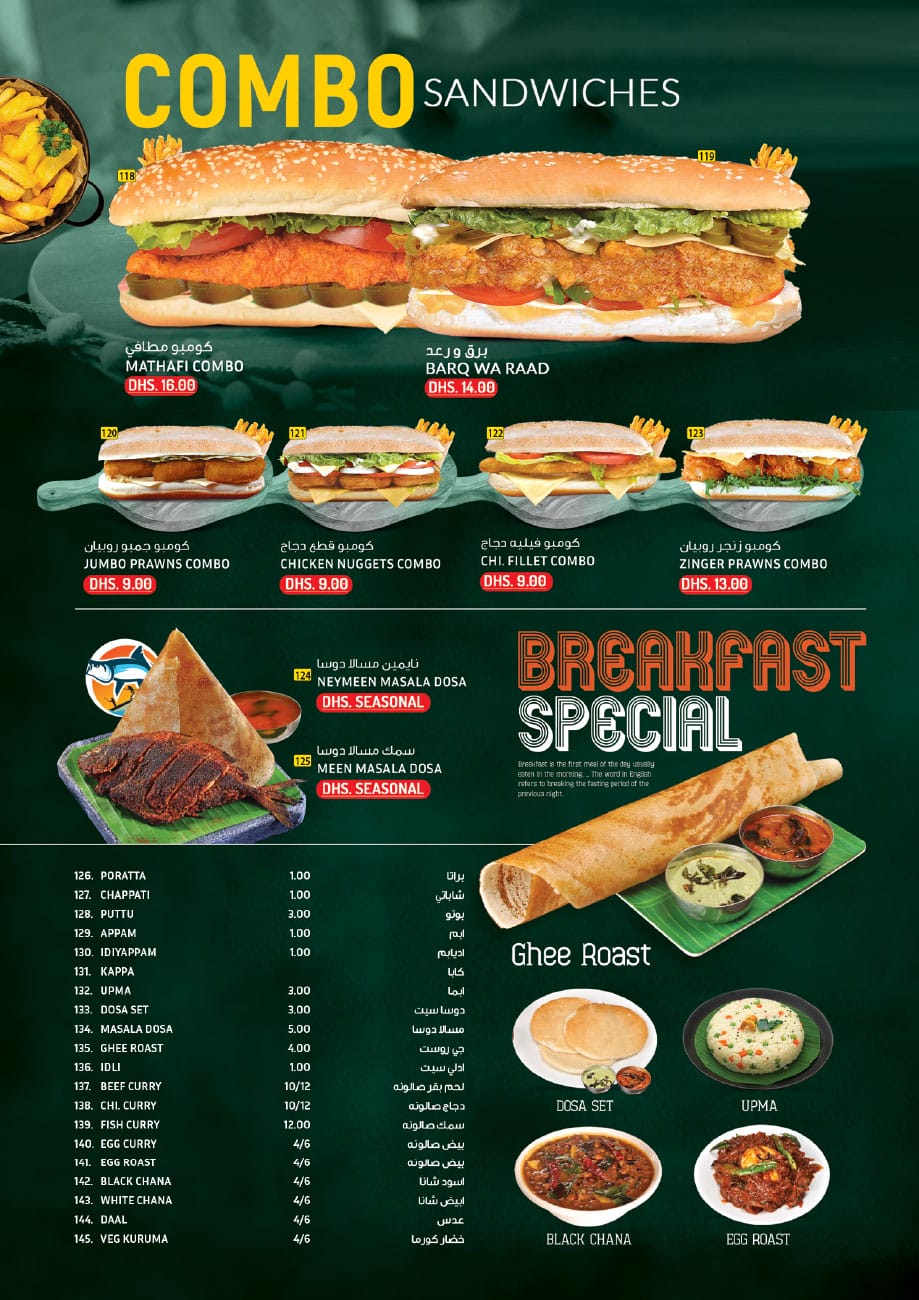 COMBO SANDWICHES
118
119
كومبو مطافي
MATHAFI COMBO
DHS. 16.00
برق و رعد
BARQ WA RAAD
DHS. 14.00
120
121
122
123
كومبو جمبو روبيان
JUMBO PRAWNS COMBO
DHS. 9.00
كومبو قطع دجاج
CHICKEN NUGGETS COMBO
DHS. 9.00
كومبو فيليه دجاج
CHI. FILLET COMBO
DHS. 9.00
كومبو زنجر روبيان
ZINGER PRAWNS COMBO
DHS. 13.00
نايمين مسالا دوسا
124 NEYMEEN MASALA DOSA
DHS. SEASONAL
سمك مسالا دوسا
125 MEEN MASALA DOSA
DHS. SEASONAL
BREAKFAST
SPECIAL
Breakfast is the first meal of the day usually
eaten in the morning. .. The word in English
refers to breaking the fasting period of the
previous night.
126. PORATTA 1.00 براتا
127. CHAPPATI 1.00 شاباتي
128. PUTTU 3.00 بوتو
129. APPAM 1.00 ابم
130. IDIYAPPAM 1.00 اديابم
131. KAPPA كابا
132. UPMA 3.00 ابما
133. DOSA SET 3.00 دوسا سيت
134. MASALA DOSA 5.00 مسالا دوسا
135. GHEE ROAST 4.00 جي روست
136. IDLI 1.00 ادلي سيت
137. BEEF CURRY 10/12 لحم بقر صالونه
138. CHI. CURRY 10/12 دجاج صالونه
139. FISH CURRY 12.00 سمك صالونه
140. EGG CURRY 4/6 بيض صالونه
141. EGG ROAST 4/6 بيض صالونه
142. BLACK CHANA 4/6 اسود شانا
143. WHITE CHANA 4/6 ابيض شانا
144. DAAL 4/6 عدس
145. VEG KURUMA 4/6 خضار كورما
Ghee Roast
DOSA SET
UPMA
BLACK CHANA
EGG ROAST